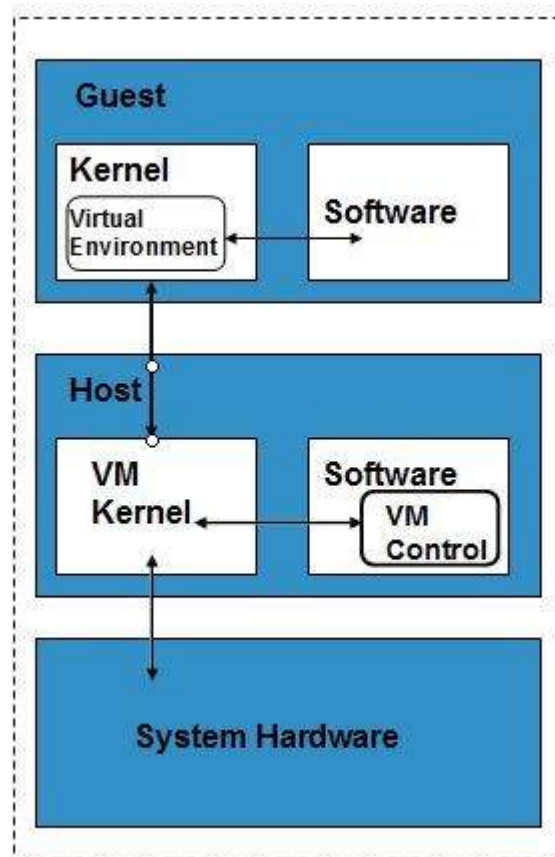 Guest
Kernel
Virtual
Environment
Software
Host
VM
Kernel
Software
VM
Control
System Hardware